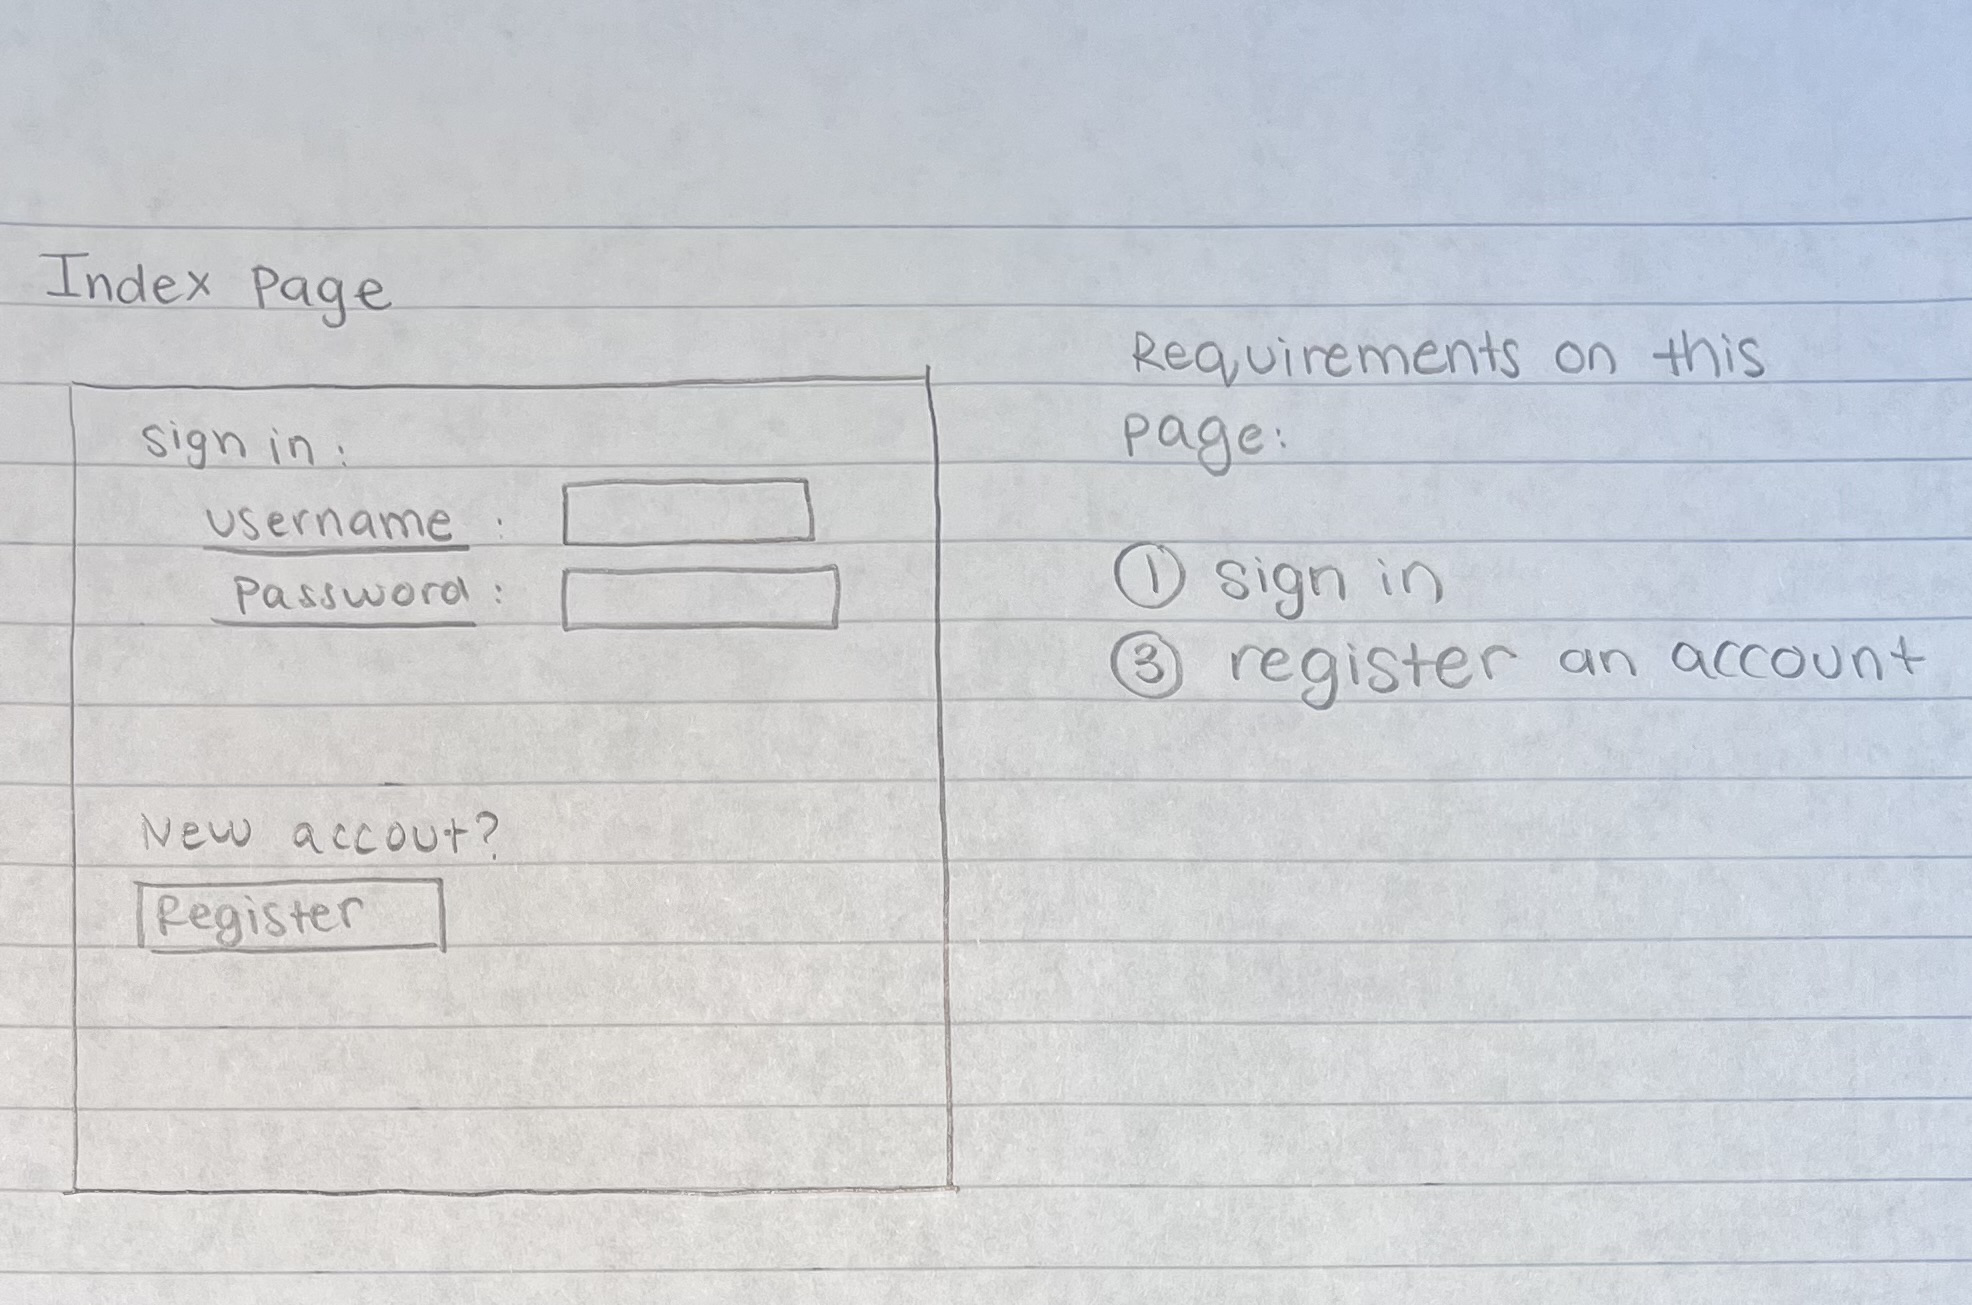 Index Page
Sign in:
username :
Password :
New accout?
Register
Requirements on this
page:
① sign in
③ register an account